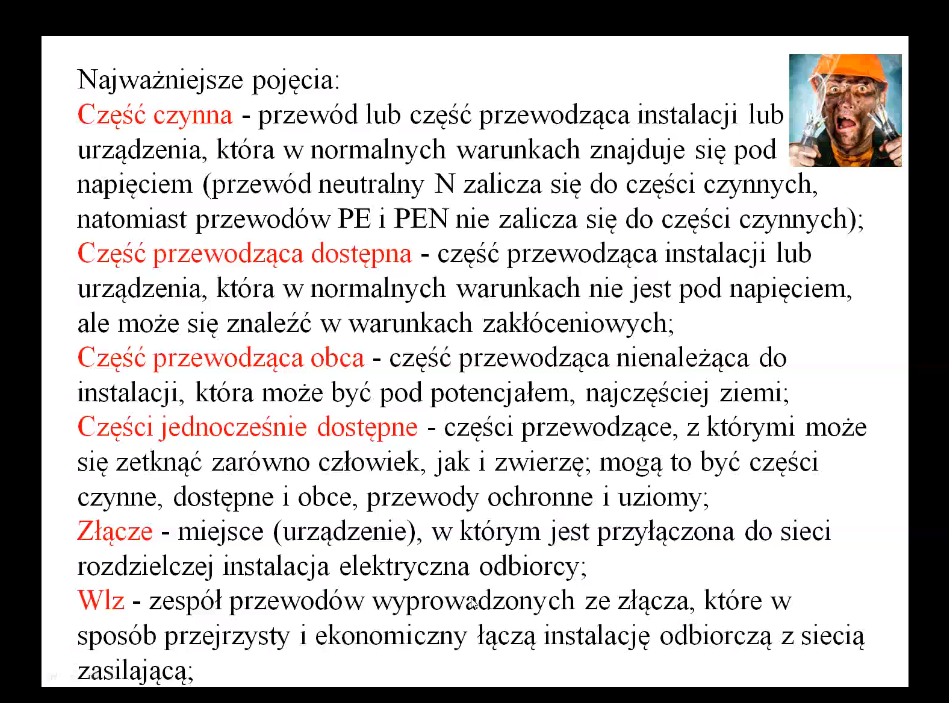 Najważniejsze pojęcia:
Część czynna - przewód lub część przewodząca instalacji lub
urządzenia, która w normalnych warunkach znajduje się pod
napięciem (przewód neutralny N zalicza się do części czynnych,
natomiast przewodów PE i PEN nie zalicza się do części czynnych);
Część przewodząca dostępna - część przewodząca instalacji lub
urządzenia, która w normalnych warunkach nie jest pod napięciem,
ale może się znaleźć w warunkach zakłóceniowych;
Część przewodząca obca - część przewodząca nienależąca do
instalacji, która może być pod potencjałem, najczęściej ziemi;
Części jednocześnie dostępne - części przewodzące, z którymi może
się zetknąć zarówno człowiek, jak i zwierzę; mogą to być części
czynne, dostępne i obce, przewody ochronne i uziomy;
Złącze - miejsce (urządzenie), w którym jest przyłączona do sieci
rozdzielczej instalacja elektryczna odbiorcy;
Wlz - zespół przewodów wyprowadzonych ze złącza, które w
sposób przejrzysty i ekonomiczny łączą instalację odbiorczą z siecią
zasilającą;